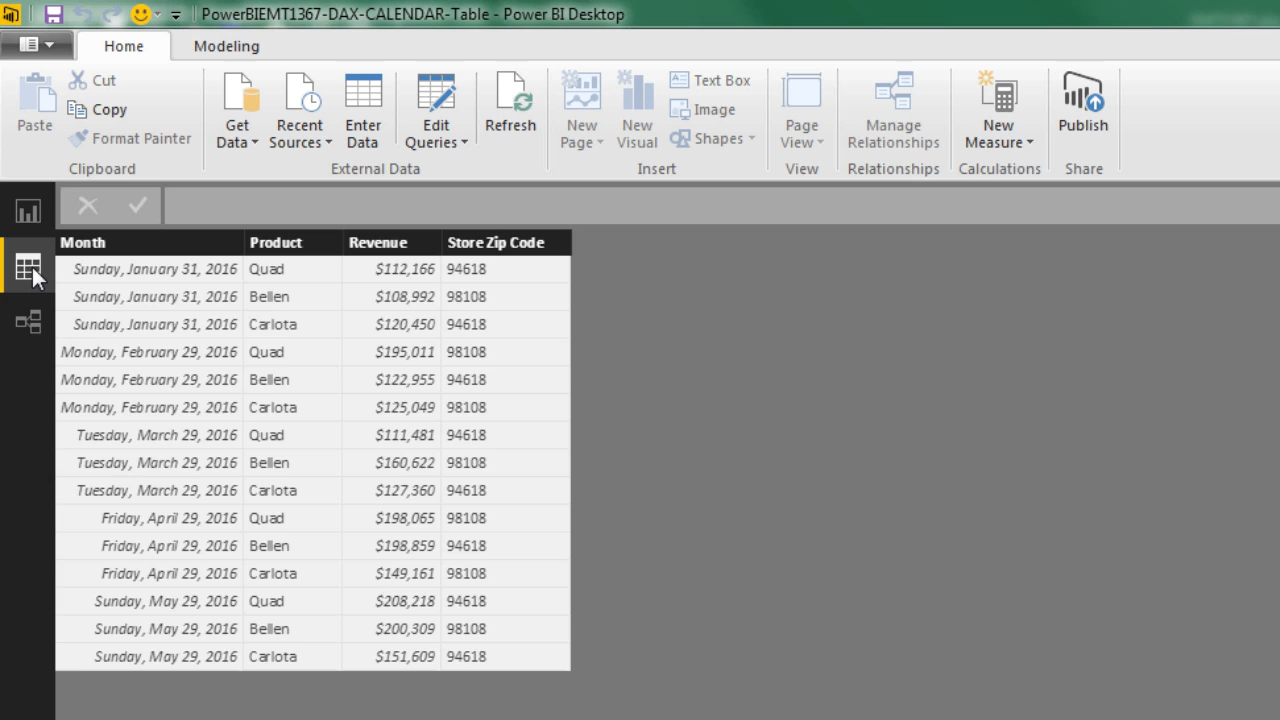 PowerBIEMT1367-DAX-CALENDAR-Table - Power BI Desktop
Home Modeling
Paste
Cut
Copy
Format Painter
Clipboard
Get Data
Recent Sources
Enter Data
Edit Queries
Refresh
External Data
New Page
New Visual
Text Box
Image
Shapes
Insert
Page View
View
Manage Relationships
Relationships
New Measure
Calculations
Publish
Share
Month Product Revenue Store Zip Code
Sunday, January 31, 2016 Quad $112,166 94618
Sunday, January 31, 2016 Bellen $108,992 98108
Sunday, January 31, 2016 Carlota $120,450 94618
Monday, February 29, 2016 Quad $195,011 98108
Monday, February 29, 2016 Bellen $122,955 94618
Monday, February 29, 2016 Carlota $125,049 98108
Tuesday, March 29, 2016 Quad $111,481 94618
Tuesday, March 29, 2016 Bellen $160,622 98108
Tuesday, March 29, 2016 Carlota $127,360 94618
Friday, April 29, 2016 Quad $198,065 98108
Friday, April 29, 2016 Bellen $198,859 94618
Friday, April 29, 2016 Carlota $149,161 98108
Sunday, May 29, 2016 Quad $208,218 94618
Sunday, May 29, 2016 Bellen $200,309 98108
Sunday, May 29, 2016 Carlota $151,609 94618